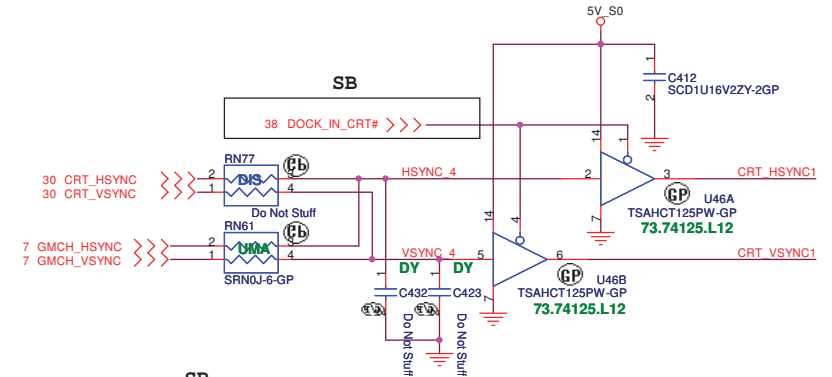 5V_S0
SB
C412
SCD1U16V2ZY-2GP
1
2
38 DOCK_IN_CRT#
14
1
RN77
30 CRT_HSYNC
2
DIS
3
HSYNC_4
2
3
CRT_HSYNC1
30 CRT_VSYNC
1
4
GP
U46A
Do Not Stuff
TSAHCT125PW-GP
73.74125.L12
7
14
4
RN61
7 GMCH_HSYNC
2
UMA
3
7 GMCH_VSYNC
1
4
VSYNC_4
5
6
CRT_VSYNC1
SRN0J-6-GP
DY
DY
GP
U46B
1
C432
1
C423
TSAHCT125PW-GP
73.74125.L12
7
Do Not Stuff
Do Not Stuff
SB